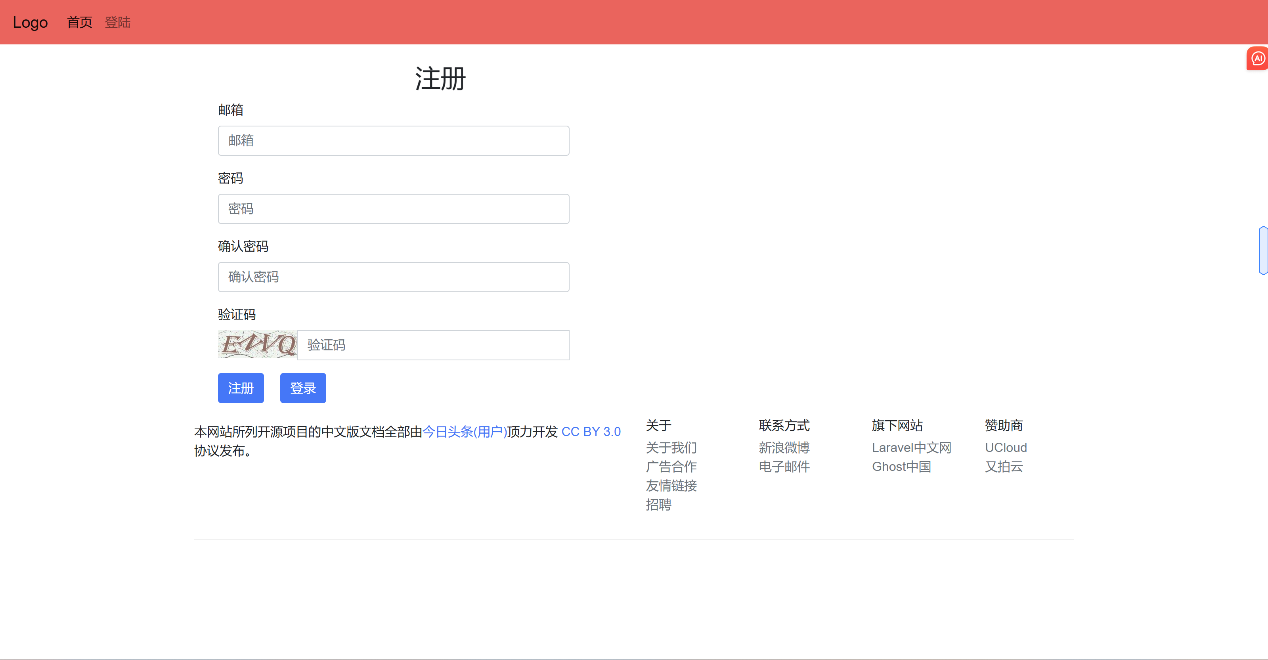 Logo 首页 登陆
AI
注册
邮箱
邮箱
密码
密码
确认密码
确认密码
验证码
验证码
注册 登录
本网站所列开源项目的中文版文档全部由今日头条(用户)顶力开发 CC BY 3.0
协议发布。
关于
关于我们
广告合作
友情链接
招聘
联系方式
新浪微博
电子邮件
旗下网站
Laravel中文网
Ghost中国
赞助商
UCloud
又拍云